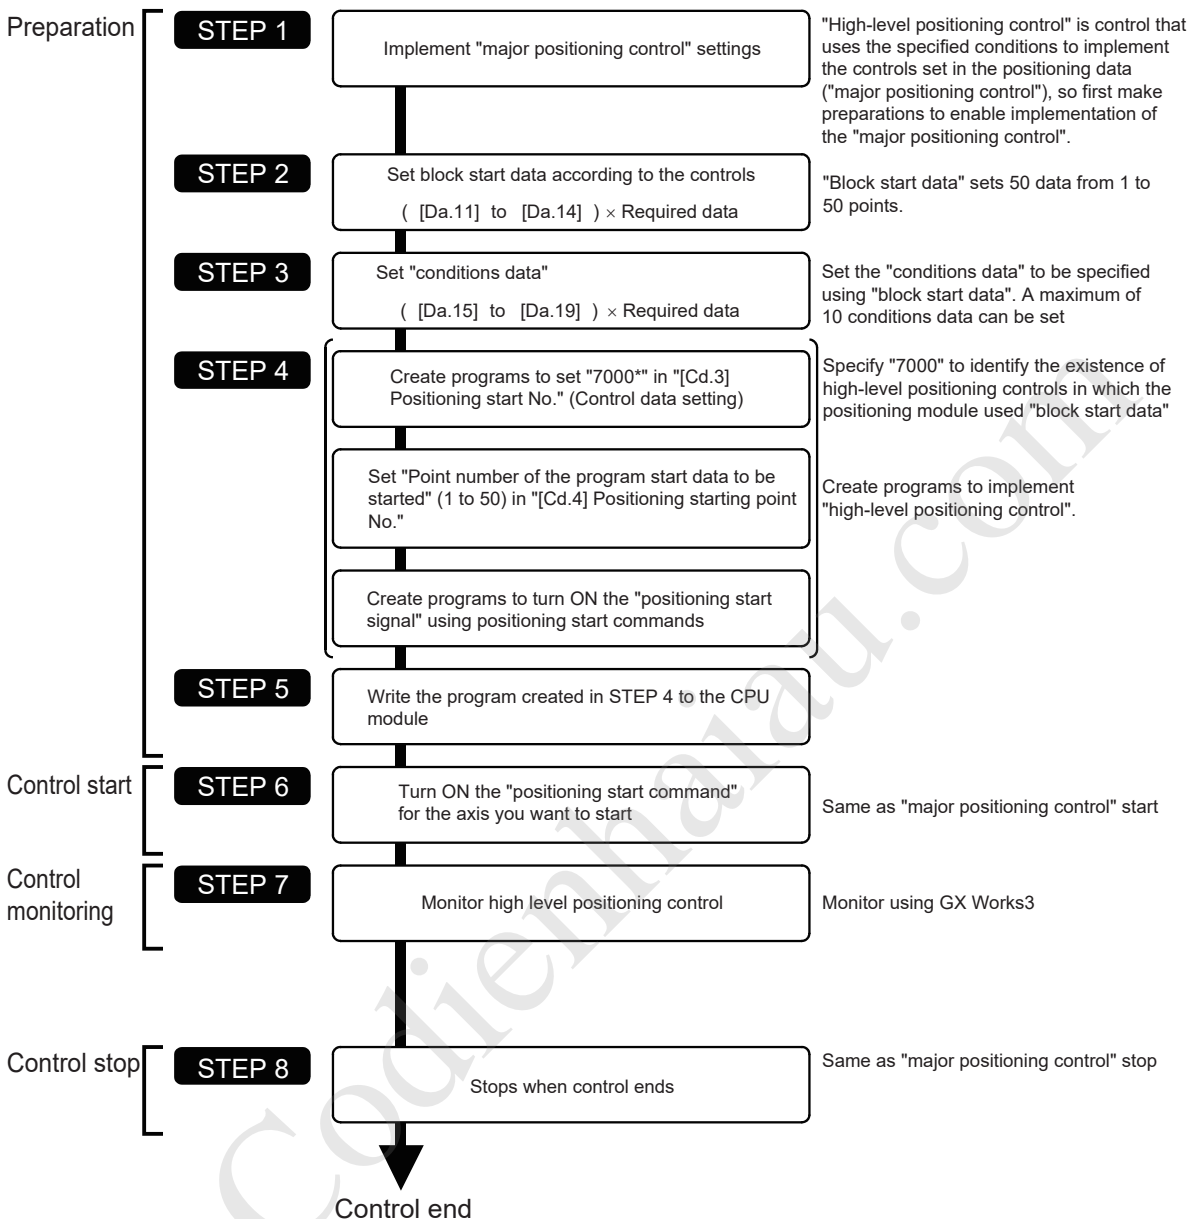 Preparation
STEP 1
Implement "major positioning control" settings
"High-level positioning control" is control that
uses the specified conditions to implement
the controls set in the positioning data
("major positioning control"), so first make
preparations to enable implementation of
the "major positioning control".
STEP 2
Set block start data according to the controls
( [Da.11] to [Da.14] ) × Required data
"Block start data" sets 50 data from 1 to
50 points.
STEP 3
Set "conditions data"
( [Da.15] to [Da.19] ) × Required data
Set the "conditions data" to be specified
using "block start data". A maximum of
10 conditions data can be set
STEP 4
Create programs to set "7000*" in "[Cd.3]
Positioning start No." (Control data setting)
Specify "7000" to identify the existence of
high-level positioning controls in which the
positioning module used "block start data"
Set "Point number of the program start data to be
started" (1 to 50) in "[Cd.4] Positioning starting point
No."
Create programs to implement
"high-level positioning control".
Create programs to turn ON the "positioning start
signal" using positioning start commands
STEP 5
Write the program created in STEP 4 to the CPU
module
Control start
STEP 6
Turn ON the "positioning start command"
for the axis you want to start
Same as "major positioning control" start
Control
monitoring
STEP 7
Monitor high level positioning control
Monitor using GX Works3
Control stop
STEP 8
Stops when control ends
Same as "major positioning control" stop
Control end
Codienhaiau.com